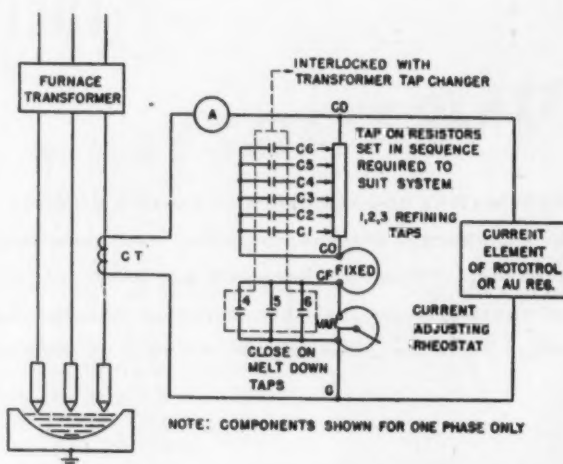 FURNACE
TRANSFORMER
INTERLOCKED WITH
TRANSFORMER TAP CHANGER
A
CO
C6
C5
C4
C3
C2
C1
TAP ON RESISTORS
SET IN SEQUENCE
REQUIRED TO
SUIT SYSTEM
1,2,3 REFINING
TAPS
CT
CO
FIXED
CF
4 5 6
VAR
CURRENT
ADJUSTING
RHEOSTAT
CURRENT
ELEMENT
OF ROTOTROL
OR AU REG.
CLOSE ON
MELT DOWN
TAPS
G
NOTE: COMPONENTS SHOWN FOR ONE PHASE ONLY